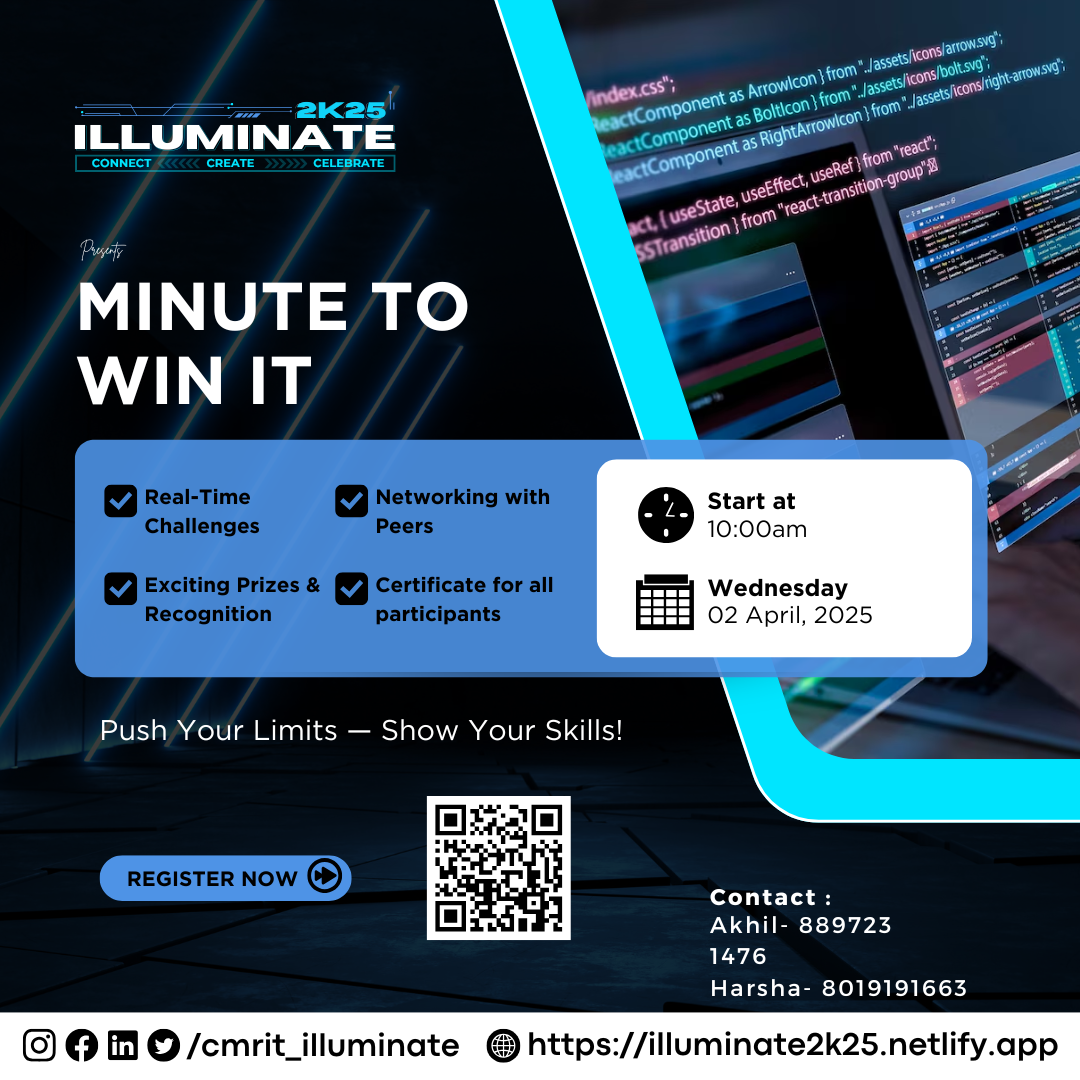 2K25
ILLUMINATE
CONNECT <<<<< CREATE >>>>> CELEBRATE
/index.css";
ReactComponent as ArrowIcon } from "../assets/icons/arrow.svg";
ReactComponent as BoltIcon } from "../assets/icons/bolt.svg";
ReactComponent as RightArrowIcon } from "../assets/icons/right-arrow.svg";
act, { useState, useEffect, useRef } from "react";
SSTransition } from "react-transition-group";
Presents
MINUTE TO
WIN IT
Real-Time
Challenges
Networking with
Peers
Exciting Prizes &
Recognition
Certificate for all
participants
Start at
10:00am
Wednesday
02 April, 2025
Push Your Limits — Show Your Skills!
REGISTER NOW
Contact :
Akhil- 889723
1476
Harsha- 8019191663
/cmrit_illuminate
https://illuminate2k25.netlify.app